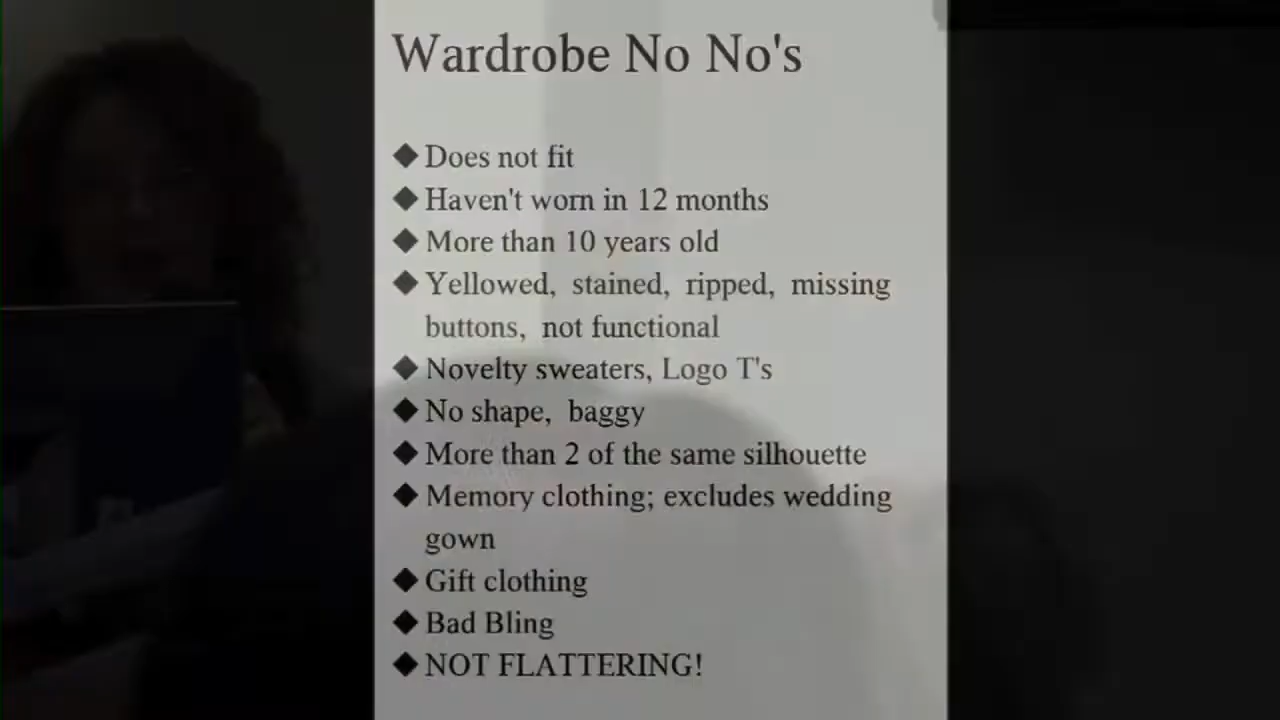 Wardrobe No No's
◆ Does not fit
◆ Haven't worn in 12 months
◆ More than 10 years old
◆ Yellowed, stained, ripped, missing
buttons, not functional
◆ Novelty sweaters, Logo T's
◆ No shape, baggy
◆ More than 2 of the same silhouette
◆ Memory clothing; excludes wedding
gown
◆ Gift clothing
◆ Bad Bling
◆ NOT FLATTERING!